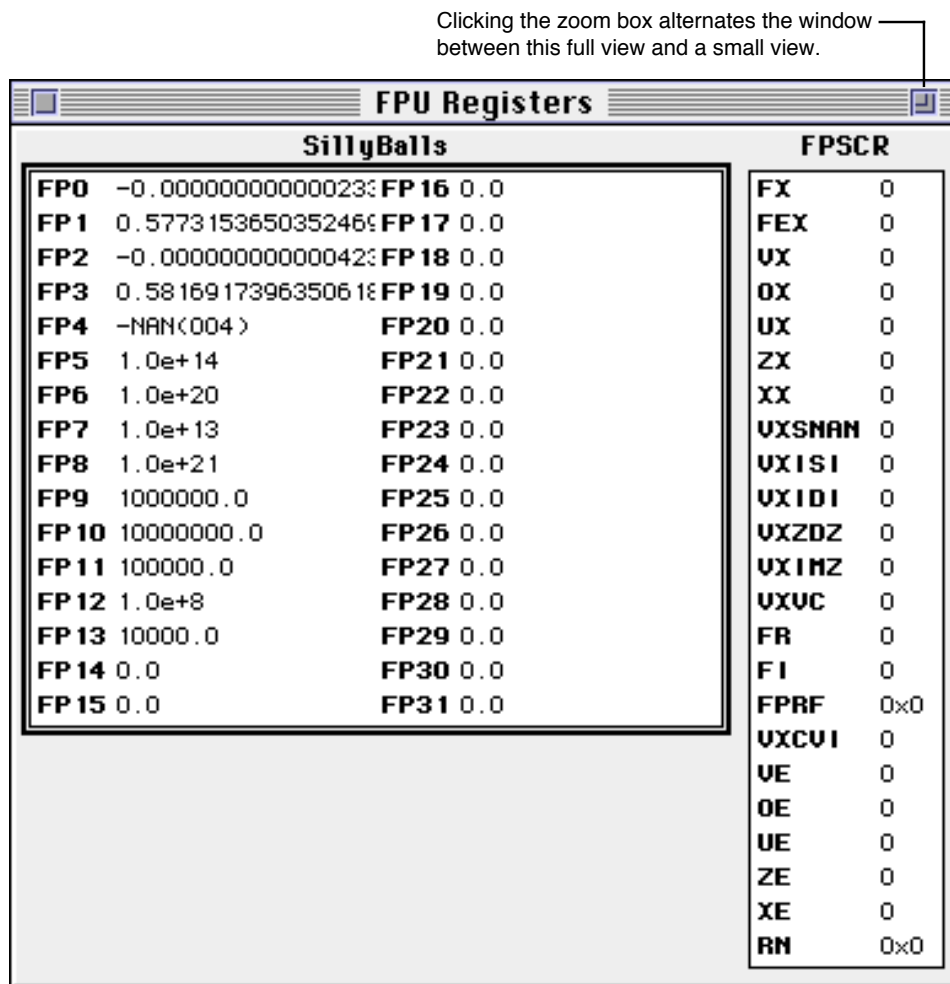 Clicking the zoom box alternates the window
between this full view and a small view.
FPU Registers
SillyBalls
FP0 -0.000000000000233 FP16 0.0
FP1 0.5773153650352469 FP17 0.0
FP2 -0.000000000000423 FP18 0.0
FP3 0.5816917396350618 FP19 0.0
FP4 -NAN(004) FP20 0.0
FP5 1.0e+14 FP21 0.0
FP6 1.0e+20 FP22 0.0
FP7 1.0e+13 FP23 0.0
FP8 1.0e+21 FP24 0.0
FP9 1000000.0 FP25 0.0
FP10 10000000.0 FP26 0.0
FP11 100000.0 FP27 0.0
FP12 1.0e+8 FP28 0.0
FP13 10000.0 FP29 0.0
FP14 0.0 FP30 0.0
FP15 0.0 FP31 0.0
FPSCR
FX 0
FEX 0
VX 0
OX 0
UX 0
ZX 0
XX 0
VXSNAN 0
VXISI 0
VXIDI 0
VXZDZ 0
VXIMZ 0
VXVC 0
FR 0
FI 0
FPRF 0x0
VXCVI 0
VE 0
OE 0
UE 0
ZE 0
XE 0
RN 0x0